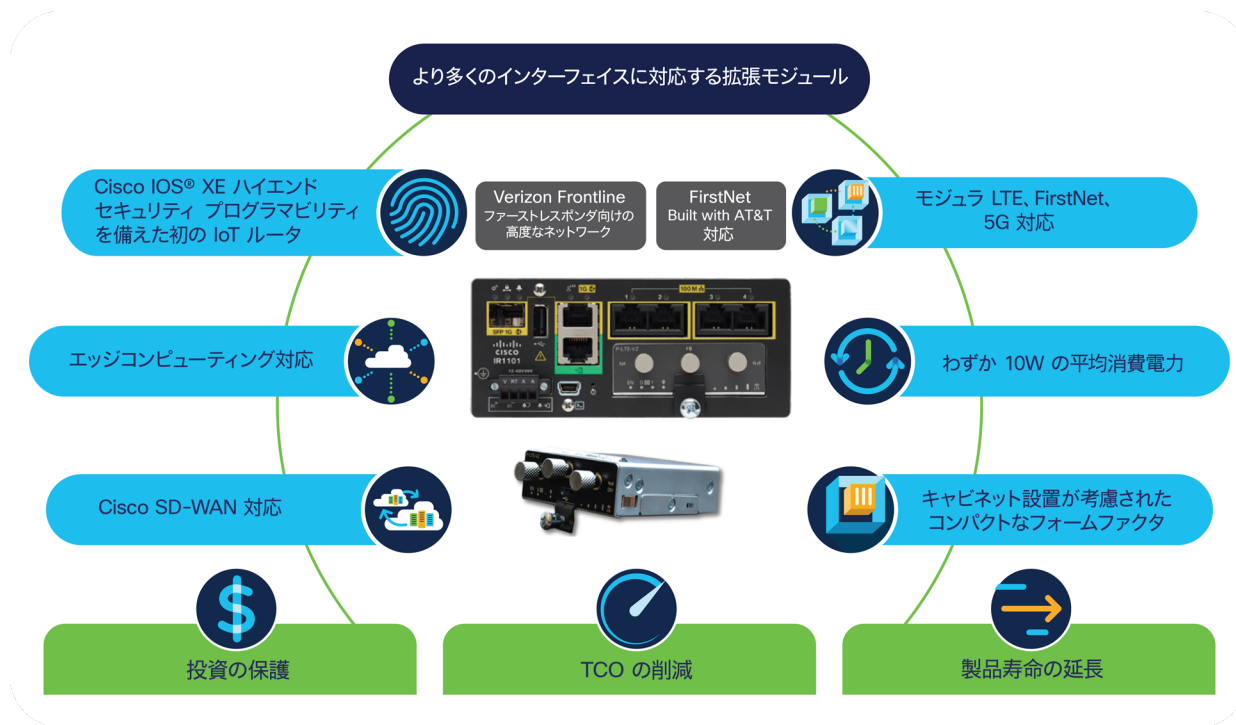 より多くのインターフェイスに対応する拡張モジュール
Cisco IOS® XE ハイエンド
セキュリティ プログラマビリティ
を備えた初の IoT ルータ
Verizon Frontline
ファーストレスポンダ向けの
高度なネットワーク
FirstNet
Built with AT&T
対応
モジュラ LTE、FirstNet、
5G 対応
エッジコンピューティング対応
SFP 1G
CISCO
IR1101
1G
100 M
1 2 3 4
P-LTE-VZ
EN
V RT A A
わずか 10W の平均消費電力
Cisco SD-WAN 対応
キャビネット設置が考慮された
コンパクトなフォームファクタ
投資の保護
TCO の削減
製品寿命の延長